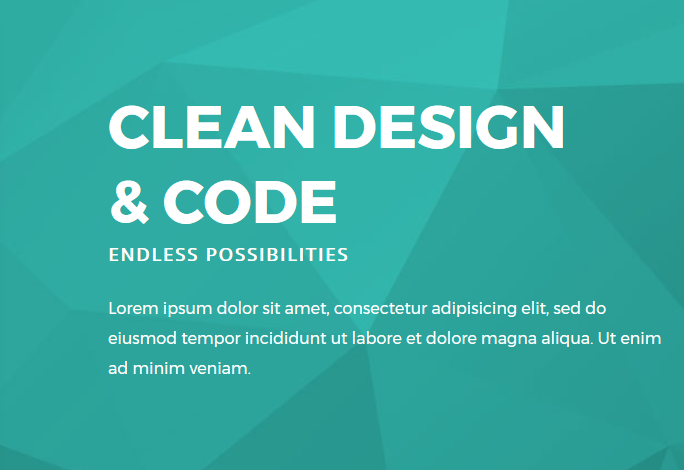 CLEAN DESIGN
& CODE
ENDLESS POSSIBILITIES
Lorem ipsum dolor sit amet, consectetur adipisicing elit, sed do
eiusmod tempor incididunt ut labore et dolore magna aliqua. Ut enim
ad minim veniam.